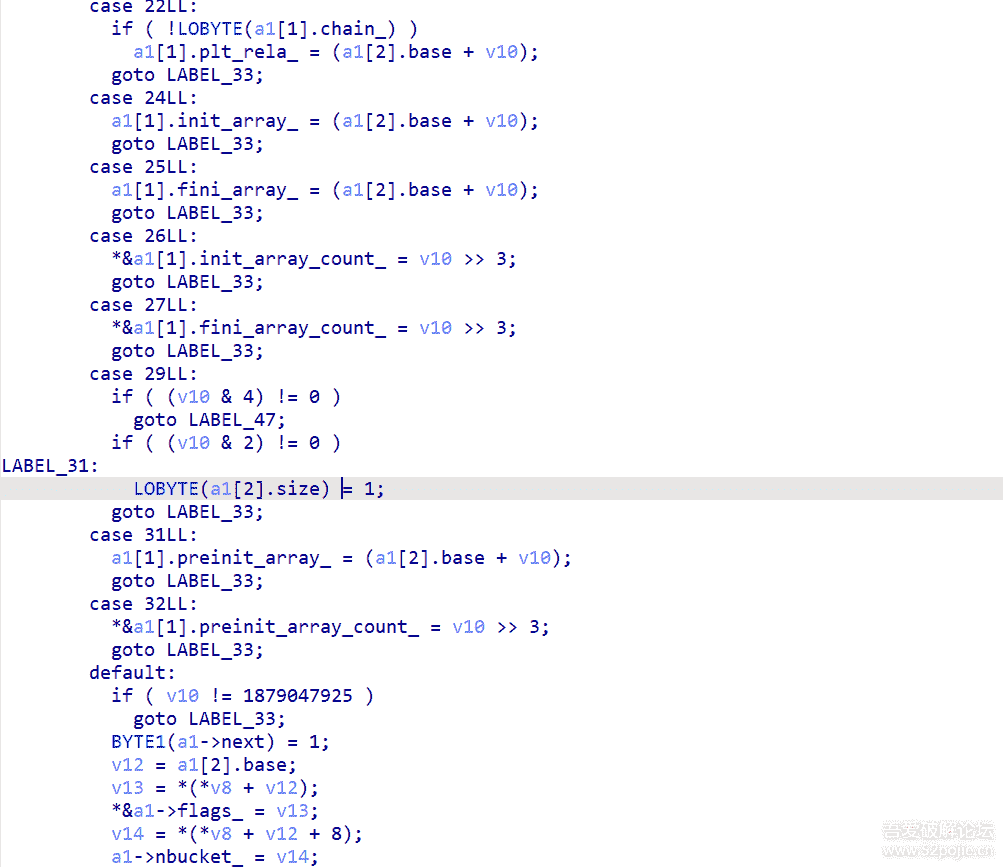 case 22LL:
if ( !LOBYTE(a1[1].chain_) )
a1[1].plt_rela_ = (a1[2].base + v10);
goto LABEL_33;
case 24LL:
a1[1].init_array_ = (a1[2].base + v10);
goto LABEL_33;
case 25LL:
a1[1].fini_array_ = (a1[2].base + v10);
goto LABEL_33;
case 26LL:
*&a1[1].init_array_count_ = v10 >> 3;
goto LABEL_33;
case 27LL:
*&a1[1].fini_array_count_ = v10 >> 3;
goto LABEL_33;
case 29LL:
if ( (v10 & 4) != 0 )
goto LABEL_47;
if ( (v10 & 2) != 0 )
LABEL_31:
LOBYTE(a1[2].size) = 1;
goto LABEL_33;
case 31LL:
a1[1].preinit_array_ = (a1[2].base + v10);
goto LABEL_33;
case 32LL:
*&a1[1].preinit_array_count_ = v10 >> 3;
goto LABEL_33;
default:
if ( v10 != 1879047925 )
goto LABEL_33;
BYTE1(a1->next) = 1;
v12 = a1[2].base;
v13 = *(*v8 + v12);
*&a1->flags_ = v13;
v14 = *(*v8 + v12 + 8);
a1->nbucket_ = v14;
吾爱破解论坛
www.52pojie.cn